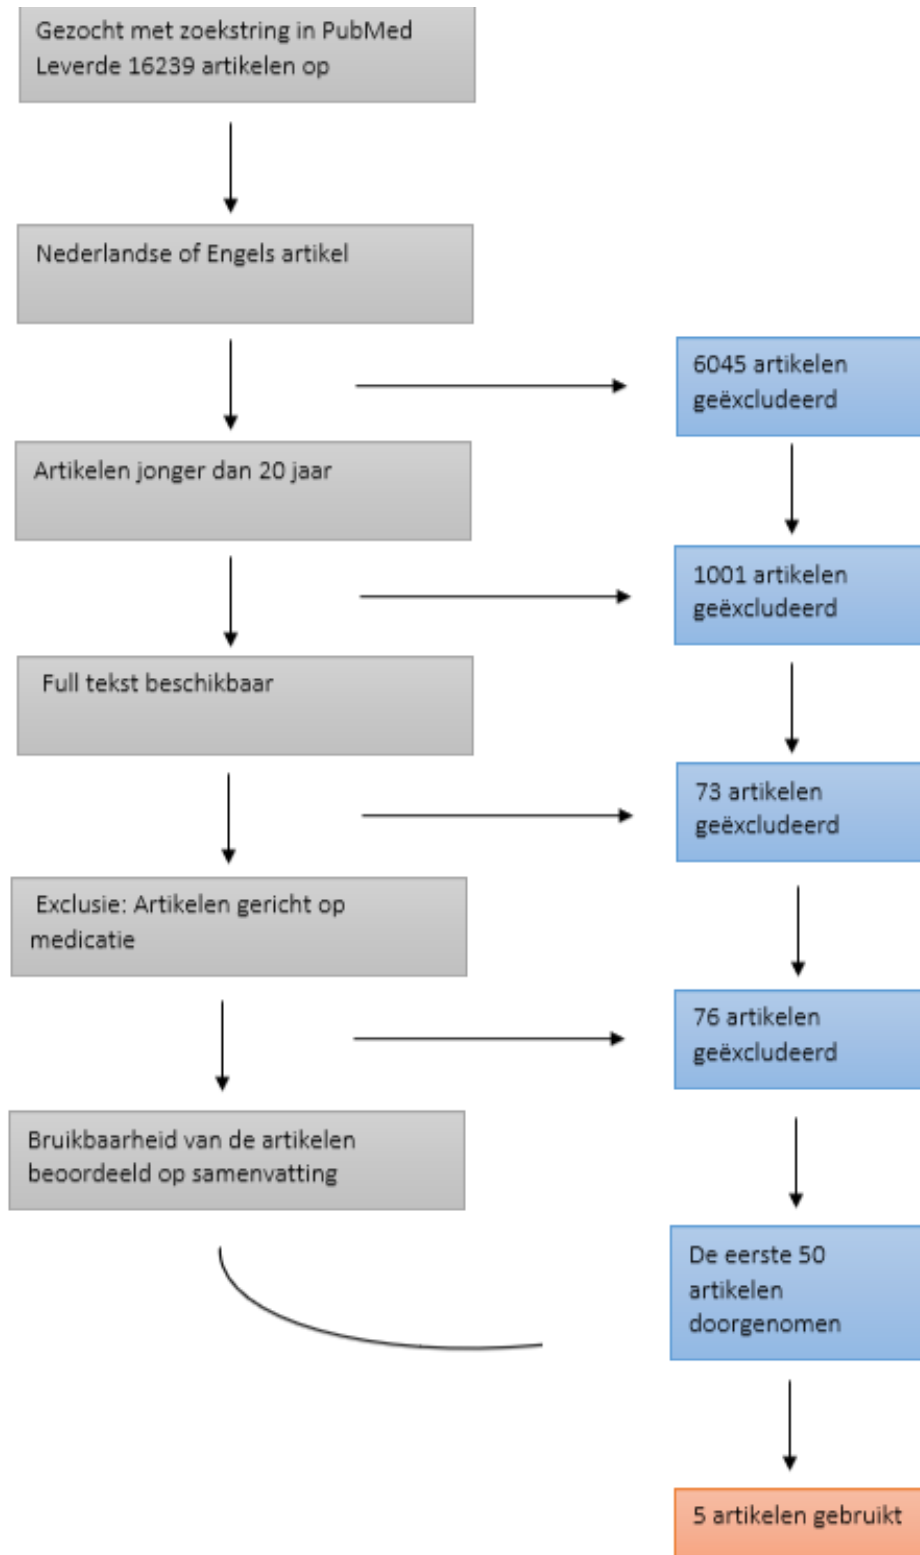 Gezocht met zoekstring in PubMed
Leverde 16239 artikelen op
Nederlandse of Engels artikel
6045 artikelen
geëxcludeerd
Artikelen jonger dan 20 jaar
1001 artikelen
geëxcludeerd
Full tekst beschikbaar
73 artikelen
geëxcludeerd
Exclusie: Artikelen gericht op
medicatie
76 artikelen
geëxcludeerd
Bruikbaarheid van de artikelen
beoordeeld op samenvatting
De eerste 50
artikelen
doorgenomen
5 artikelen gebruikt